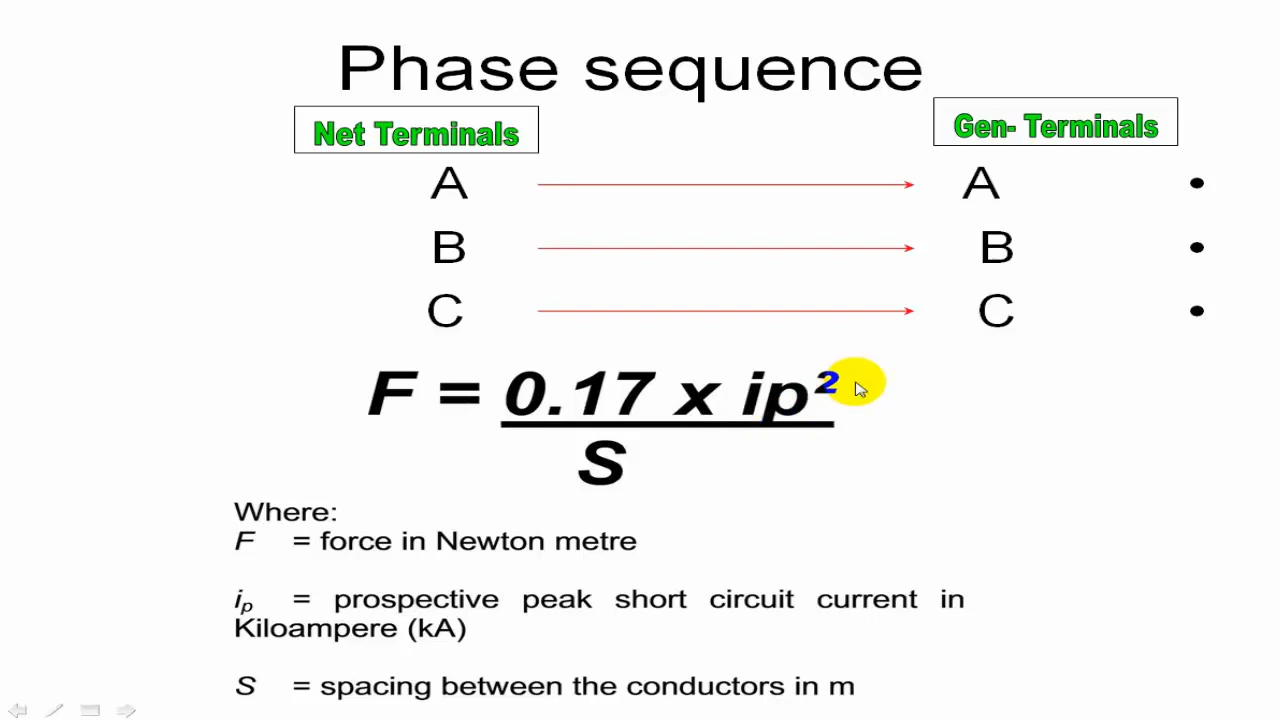 Phase sequence
Net Terminals
Gen- Terminals
A A •
B B •
C C •
F = 0.17 x ip²
S
Where:
F = force in Newton metre
ip = prospective peak short circuit current in
Kiloampere (kA)
S = spacing between the conductors in m